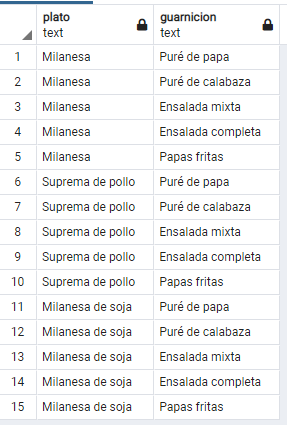 plato guarnicion
text text
1 Milanesa Puré de papa
2 Milanesa Puré de calabaza
3 Milanesa Ensalada mixta
4 Milanesa Ensalada completa
5 Milanesa Papas fritas
6 Suprema de pollo Puré de papa
7 Suprema de pollo Puré de calabaza
8 Suprema de pollo Ensalada mixta
9 Suprema de pollo Ensalada completa
10 Suprema de pollo Papas fritas
11 Milanesa de soja Puré de papa
12 Milanesa de soja Puré de calabaza
13 Milanesa de soja Ensalada mixta
14 Milanesa de soja Ensalada completa
15 Milanesa de soja Papas fritas